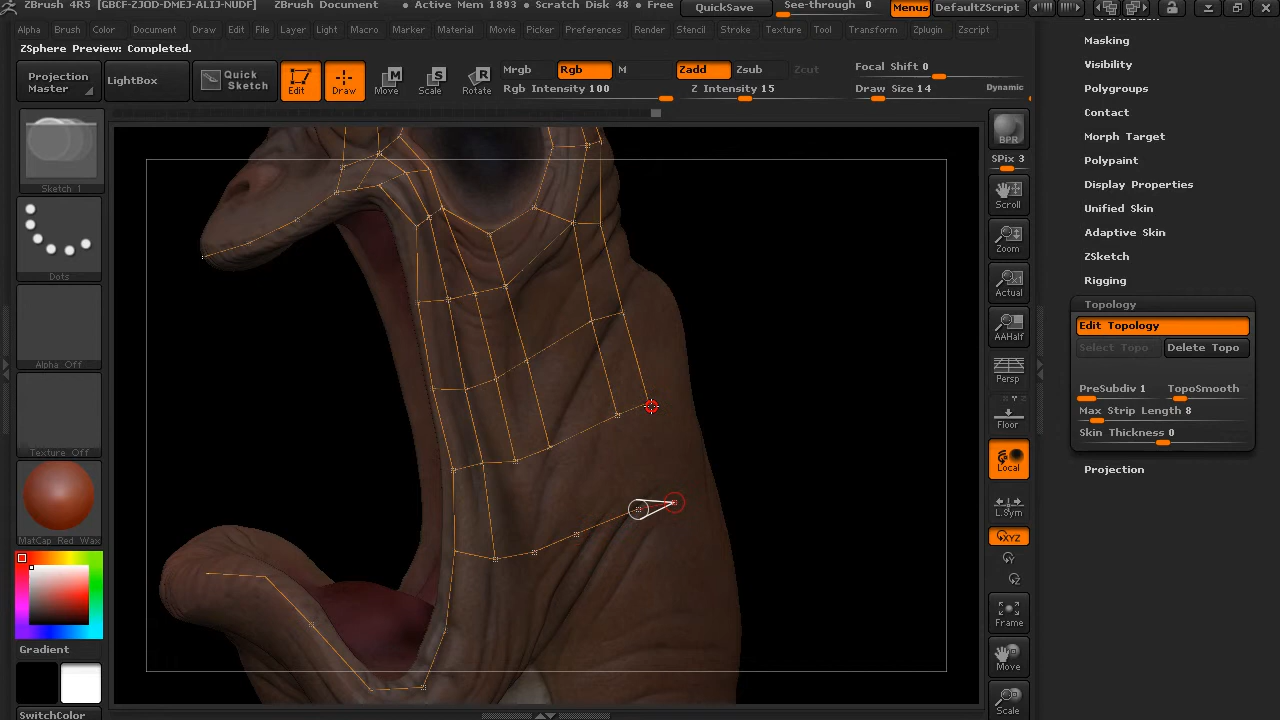 ZBrush 4R5 [GBCF-ZJOD-DMEJ-ALIJ-NUDF] ZBrush Document • Active Mem 1893 • Scratch Disk 48 • Free QuickSave See-through 0 Menus DefaultZScript
Alpha Brush Color Document Draw Edit File Layer Light Macro Marker Material Movie Picker Preferences Render Stencil Stroke Texture Tool Transform Zplugin Zscript
ZSphere Preview: Completed.
Projection Master
LightBox
Quick Sketch
Edit
Draw
Move
Scale
Rotate
Mrgb Rgb M Zadd Zsub Zcut
Rgb Intensity 100 Z Intensity 15
Focal Shift 0
Draw Size 14 Dynamic
Sketch 1
Dots
Alpha Off
Texture Off
MatCap Red Wax
Gradient
SwitchColor
BPR
SPix 3
Scroll
Zoom
Actual
AAHalf
Persp
Floor
Local
L.Sym
XYZ
Y
Z
Frame
Move
Scale
Masking
Visibility
Polygroups
Contact
Morph Target
Polypaint
Display Properties
Unified Skin
Adaptive Skin
ZSketch
Rigging
Topology
Edit Topology
Select Topo Delete Topo
PreSubdiv 1 TopoSmooth
Max Strip Length 8
Skin Thickness 0
Projection